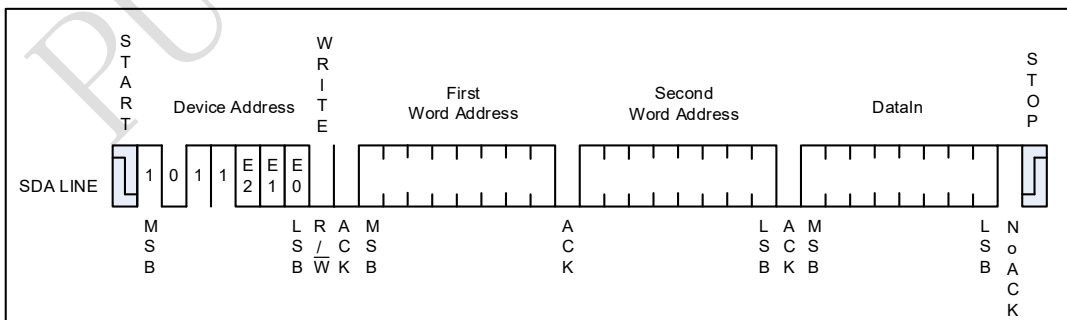 PU
START
WRITE
STOP
Device Address
First
Word Address
Second
Word Address
DataIn
SDA LINE
1 0 1 1 E2 E1 E0
MSB
LSB
R/W̅
ACK
MSB
ACK
LSB
ACK
MSB
LSB
NoACK